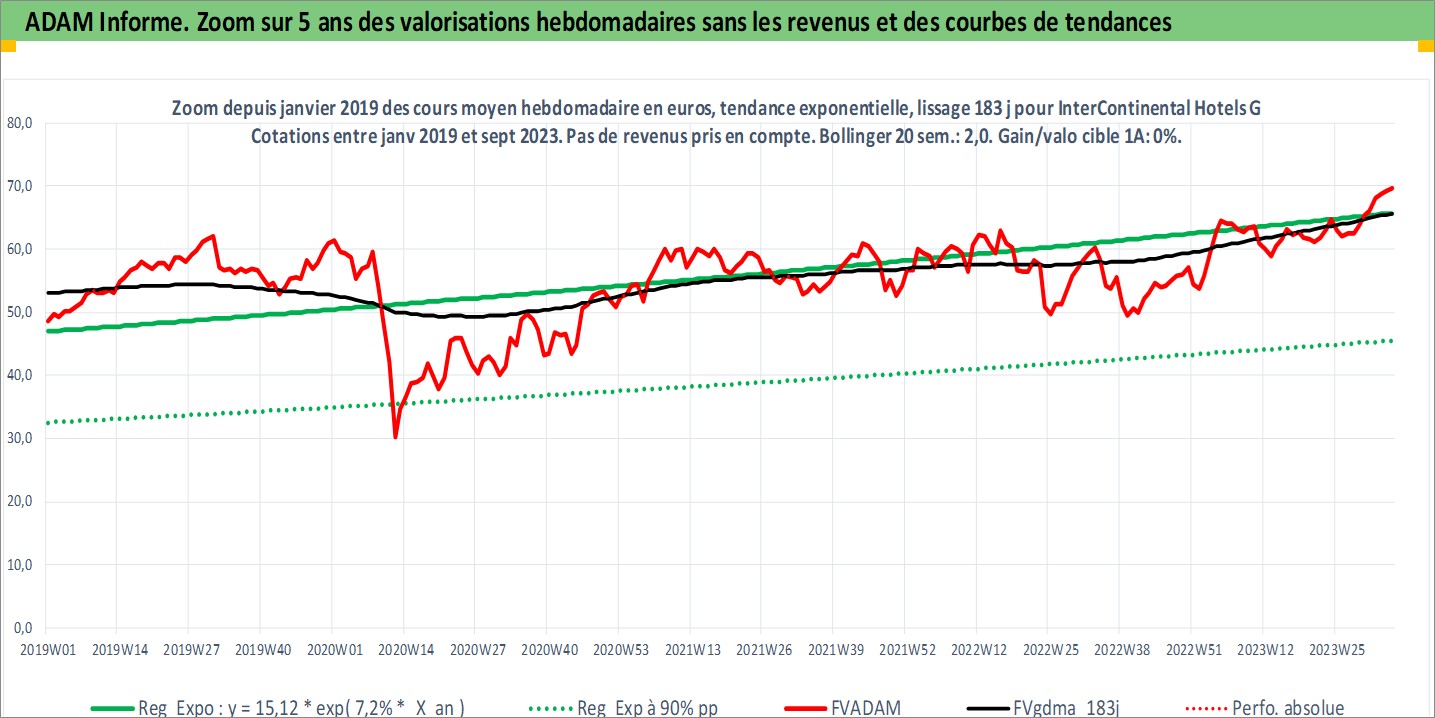 ADAM Informe. Zoom sur 5 ans des valorisations hebdomadaires sans les revenus et des courbes de tendances
Zoom depuis janvier 2019 des cours moyen hebdomadaire en euros, tendance exponentielle, lissage 183 j pour InterContinental Hotels G
Cotations entre janv 2019 et sept 2023. Pas de revenus pris en compte. Bollinger 20 sem.: 2,0. Gain/valo cible 1A: 0%.
80,0
70,0
60,0
50,0
40,0
30,0
20,0
10,0
0,0
2019W01 2019W14 2019W27 2019W40 2020W01 2020W14 2020W27 2020W40 2020W53 2021W13 2021W26 2021W39 2021W52 2022W12 2022W25 2022W38 2022W51 2023W12 2023W25
Reg Expo : y = 15,12 * exp( 7,2% * X an ) Reg Exp à 90% pp FVADAM FVgdma 183j Perfo. absolue